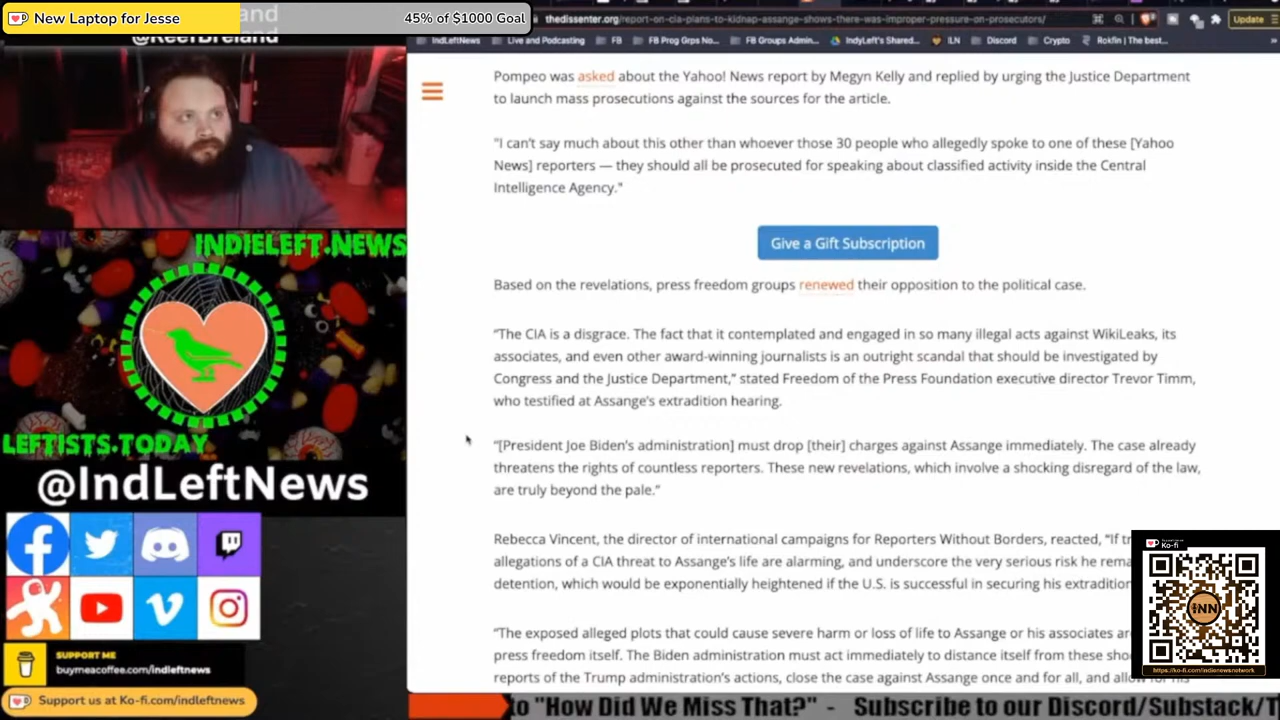 New Laptop for Jesse
45% of $1000 Goal
thedissenter.org/report-on-cia-plans-to-kidnap-assange-shows-there-was-improper-pressure-on-prosecutors/
Update
IndLeftNews
Live and Podcasting
FB
FB Prog Grps No...
FB Groups Admin...
IndyLeft's Shared...
ILN
Discord
Crypto
Rokfin | The best...
Pompeo was asked about the Yahoo! News report by Megyn Kelly and replied by urging the Justice Department
to launch mass prosecutions against the sources for the article.
"I can't say much about this other than whoever those 30 people who allegedly spoke to one of these [Yahoo
News] reporters — they should all be prosecuted for speaking about classified activity inside the Central
Intelligence Agency."
Give a Gift Subscription
Based on the revelations, press freedom groups renewed their opposition to the political case.
"The CIA is a disgrace. The fact that it contemplated and engaged in so many illegal acts against WikiLeaks, its
associates, and even other award-winning journalists is an outright scandal that should be investigated by
Congress and the Justice Department," stated Freedom of the Press Foundation executive director Trevor Timm,
who testified at Assange's extradition hearing.
"[President Joe Biden's administration] must drop [their] charges against Assange immediately. The case already
threatens the rights of countless reporters. These new revelations, which involve a shocking disregard of the law,
are truly beyond the pale."
Rebecca Vincent, the director of international campaigns for Reporters Without Borders, reacted, "If
allegations of a CIA threat to Assange's life are alarming, and underscore the very serious risk he
detention, which would be exponentially heightened if the U.S. is successful in securing his extradition
"The exposed alleged plots that could cause severe harm or loss of life to Assange or his associates
press freedom itself. The Biden administration must act immediately to distance itself from these
reports of the Trump administration's actions, close the case against Assange once and for all, and
INDIELEFT.NEWS
LEFTISTS.TODAY
@IndLeftNews
SUPPORT ME
buymeacoffee.com/indleftnews
Support us at Ko-fi.com/indleftnews
Ko-fi
iNN
https://ko-fi.com/indienewsnetwork
to "How Did We Miss That?" - Subscribe to our Discord/Substack/T